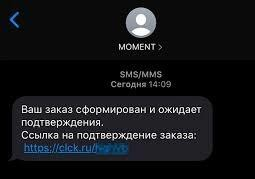 MOMENT >
SMS/MMS
Сегодня 14:09
Ваш заказ сформирован и ожидает
подтверждения.
Ссылка на подтверждение заказа:
https://clck.ru/